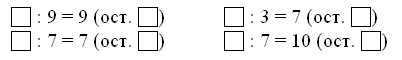 □ : 9 = 9 (ост. □) □ : 3 = 7 (ост. □)
□ : 7 = 7 (ост. □) □ : 7 = 10 (ост. □)